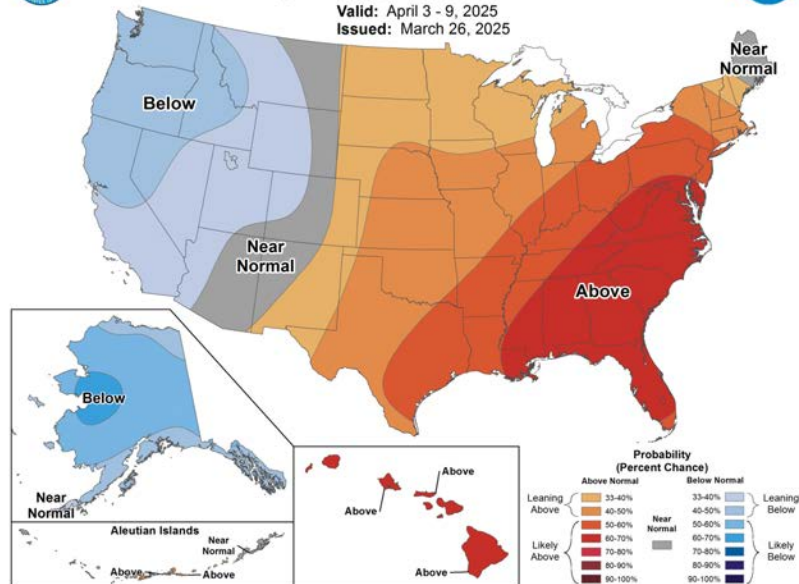 Valid: April 3 - 9, 2025
Issued: March 26, 2025
Near
Normal
Below
Near
Normal
Above
Below
Near
Normal
Aleutian Islands
Near
Normal
Above
Above
Above
Above
Above
Probability
(Percent Chance)
Above Normal
Below Normal
Leaning
Above
33-40%
40-50%
Likely
Above
50-60%
60-70%
70-80%
80-90%
90-100%
Near
Normal
33-40%
40-50%
Leaning
Below
50-60%
60-70%
70-80%
80-90%
90-100%
Likely
Below